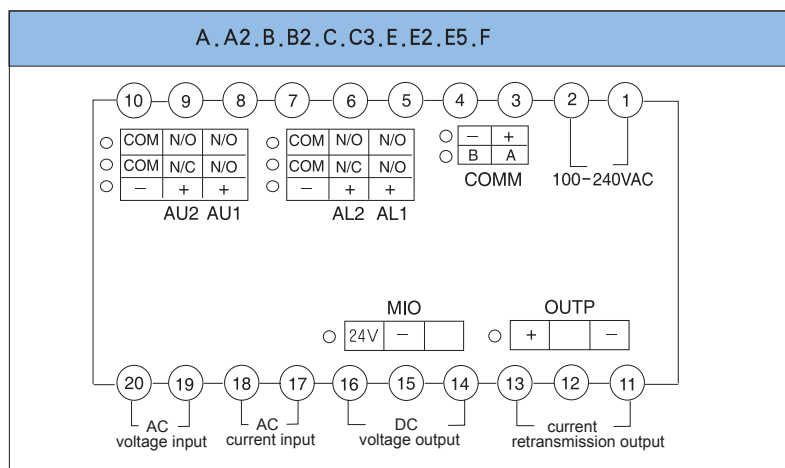 A.A2.B.B2.C.C3.E.E2.E5.F
10 9 8 7 6 5 4 3 2 1
COM N/O N/O COM N/O N/O − +
COM N/C N/O COM N/C N/O B A
− + + − + + COMM 100-240VAC
AU2 AU1 AL2 AL1
MIO OUTP
24V − + −
20 19 18 17 16 15 14 13 12 11
AC AC DC current
voltage input current input voltage output retransmission output